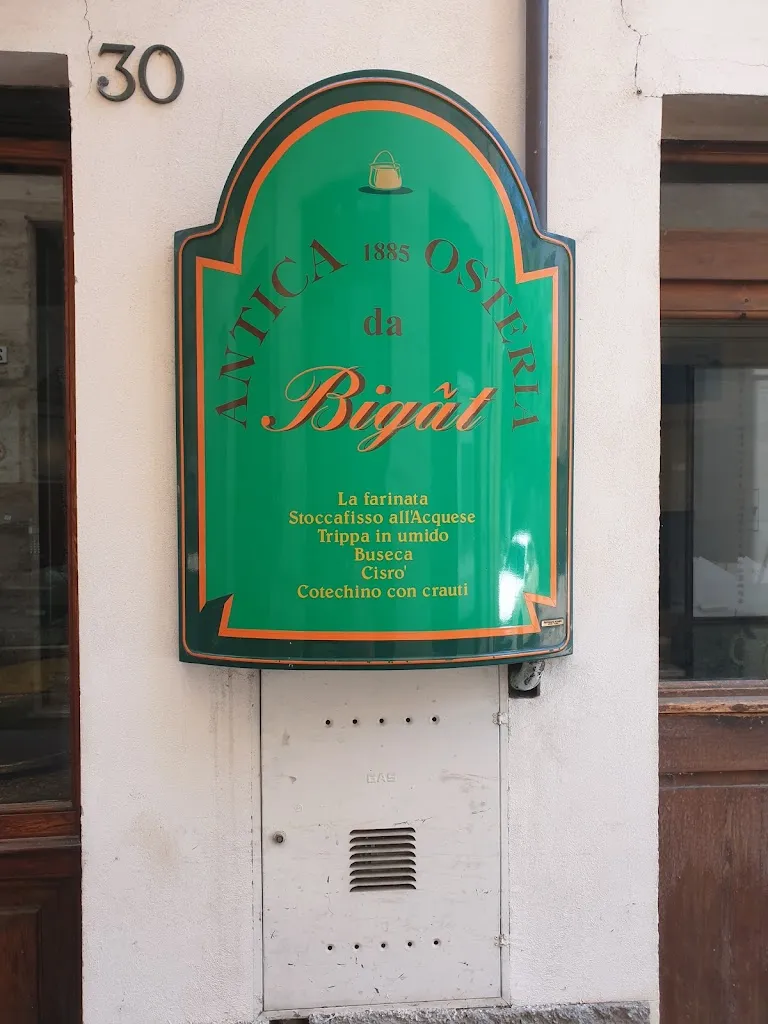 30
ANTICA 1885 OSTERIA
da
Bigât
La farinata
Stoccafisso all'Acquese
Trippa in umido
Buseca
Cisro'
Cotechino con crauti
GAS